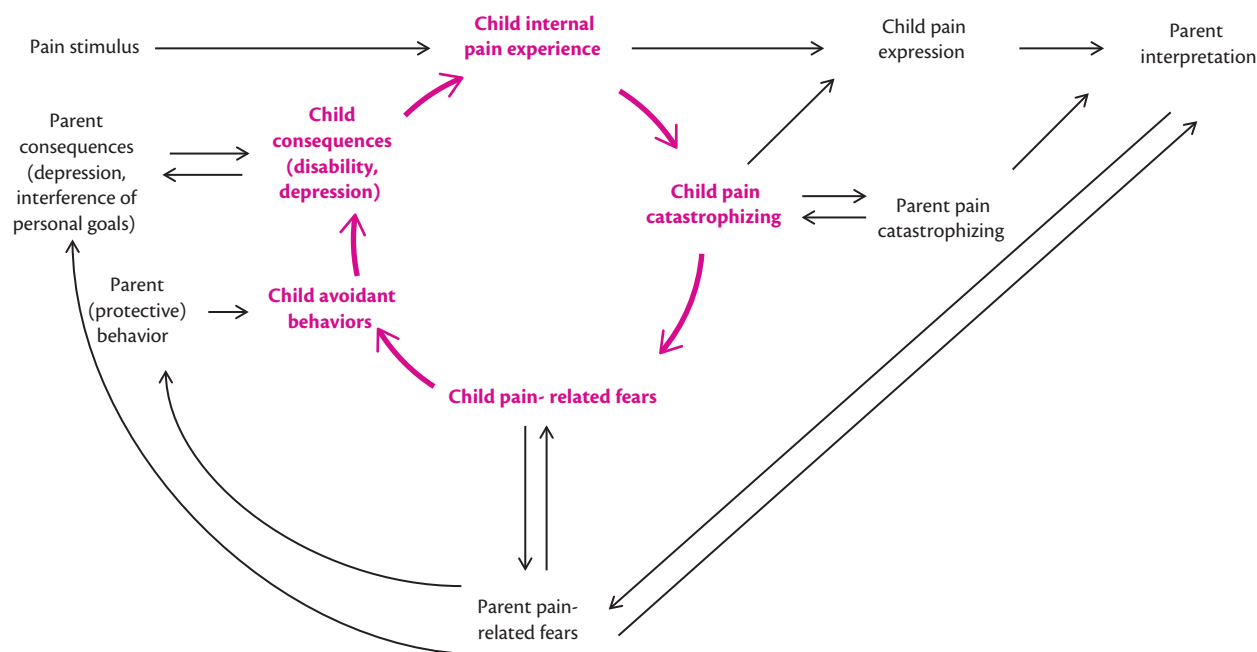 Pain stimulus
Child internal
pain experience
Child pain
expression
Parent
interpretation
Parent
consequences
(depression,
interference of
personal goals)
Child
consequences
(disability,
depression)
Child pain
catastrophizing
Parent pain
catastrophizing
Parent
(protective)
behavior
Child avoidant
behaviors
Child pain- related fears
Parent pain-
related fears